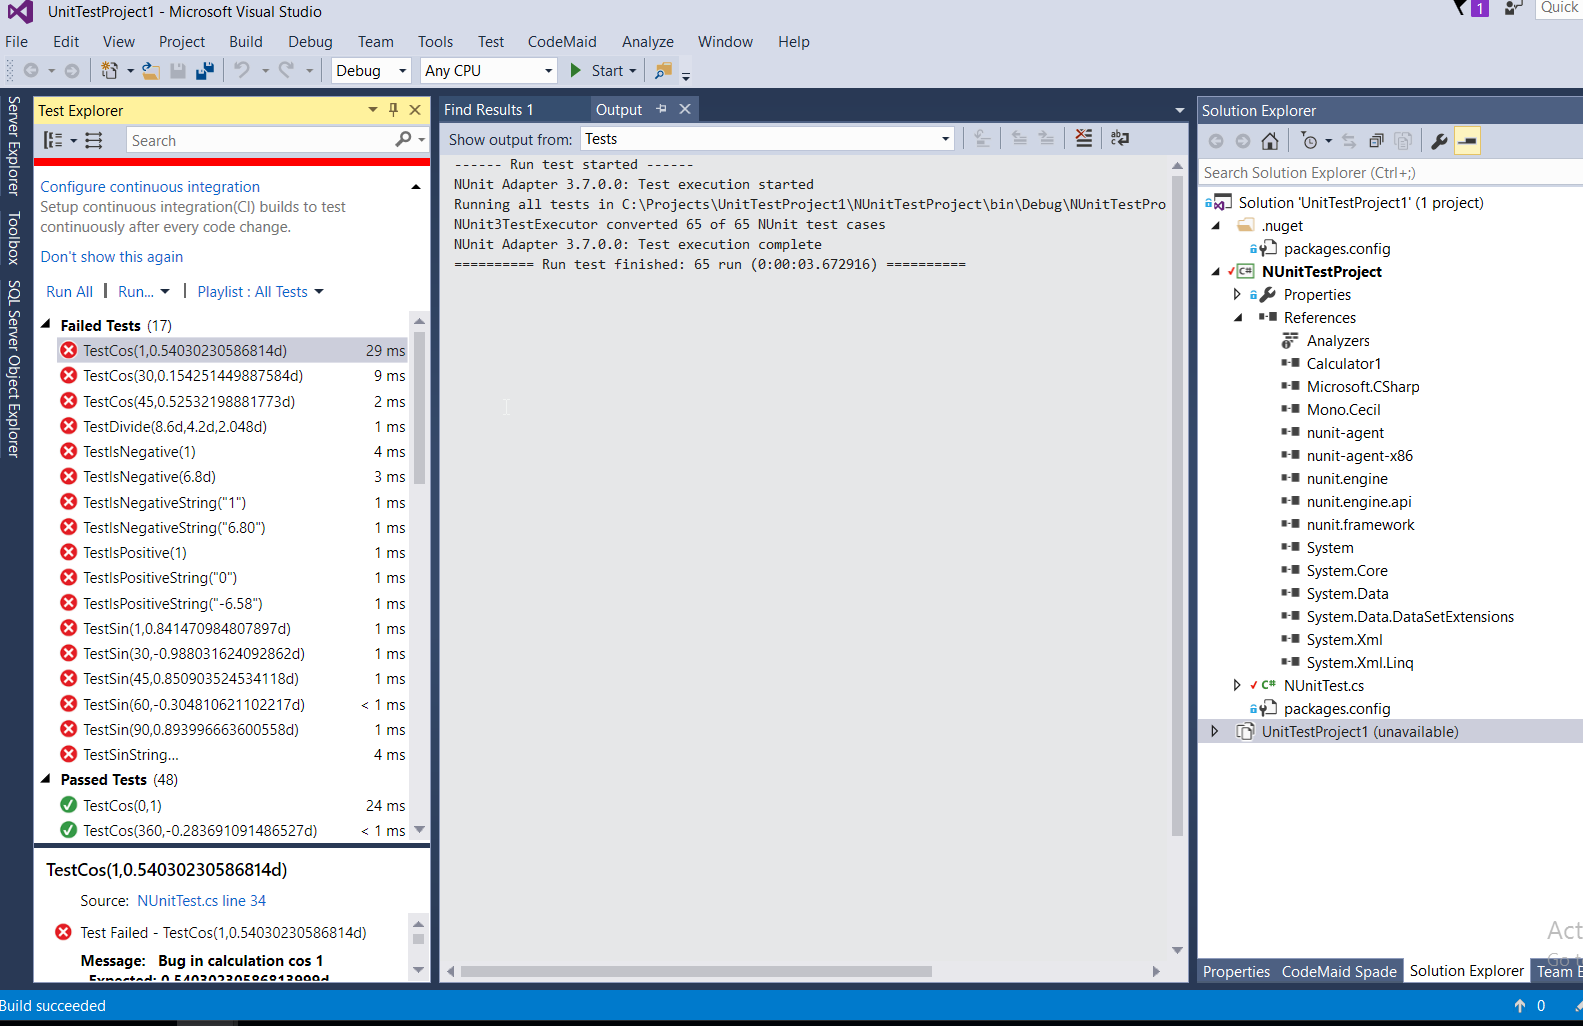 UnitTestProject1 - Microsoft Visual Studio
1
Quick
File Edit View Project Build Debug Team Tools Test CodeMaid Analyze Window Help
Debug Any CPU Start
Server Explorer
Toolbox
SQL Server Object Explorer
Test Explorer
Search
Configure continuous integration
Setup continuous integration(CI) builds to test
continuously after every code change.
Don't show this again
Run All | Run... | Playlist : All Tests
Failed Tests (17)
TestCos(1,0.54030230586814d) 29 ms
TestCos(30,0.154251449887584d) 9 ms
TestCos(45,0.52532198881773d) 2 ms
TestDivide(8.6d,4.2d,2.048d) 1 ms
TestIsNegative(1) 4 ms
TestIsNegative(6.8d) 3 ms
TestIsNegativeString("1") 1 ms
TestIsNegativeString("6.80") 1 ms
TestIsPositive(1) 1 ms
TestIsPositiveString("0") 1 ms
TestIsPositiveString("-6.58") 1 ms
TestSin(1,0.841470984807897d) 1 ms
TestSin(30,-0.988031624092862d) 1 ms
TestSin(45,0.850903524534118d) 1 ms
TestSin(60,-0.304810621102217d) < 1 ms
TestSin(90,0.893996663600558d) 1 ms
TestSinString... 4 ms
Passed Tests (48)
TestCos(0,1) 24 ms
TestCos(360,-0.283691091486527d) < 1 ms
TestCos(1,0.54030230586814d)
Source: NUnitTest.cs line 34
Test Failed - TestCos(1,0.54030230586814d)
Message: Bug in calculation cos 1
Expected: 0.54030230586813999d
Find Results 1 Output
Show output from: Tests
------ Run test started ------
NUnit Adapter 3.7.0.0: Test execution started
Running all tests in C:\Projects\UnitTestProject1\NUnitTestProject\bin\Debug\NUnitTestPro
NUnit3TestExecutor converted 65 of 65 NUnit test cases
NUnit Adapter 3.7.0.0: Test execution complete
========== Run test finished: 65 run (0:00:03.672916) ==========
Solution Explorer
Search Solution Explorer (Ctrl+;)
Solution 'UnitTestProject1' (1 project)
.nuget
packages.config
C# NUnitTestProject
Properties
References
Analyzers
Calculator1
Microsoft.CSharp
Mono.Cecil
nunit-agent
nunit-agent-x86
nunit.engine
nunit.engine.api
nunit.framework
System
System.Core
System.Data
System.Data.DataSetExtensions
System.Xml
System.Xml.Linq
C# NUnitTest.cs
packages.config
UnitTestProject1 (unavailable)
Act
Go t
Properties CodeMaid Spade Solution Explorer Team E
Build succeeded
0